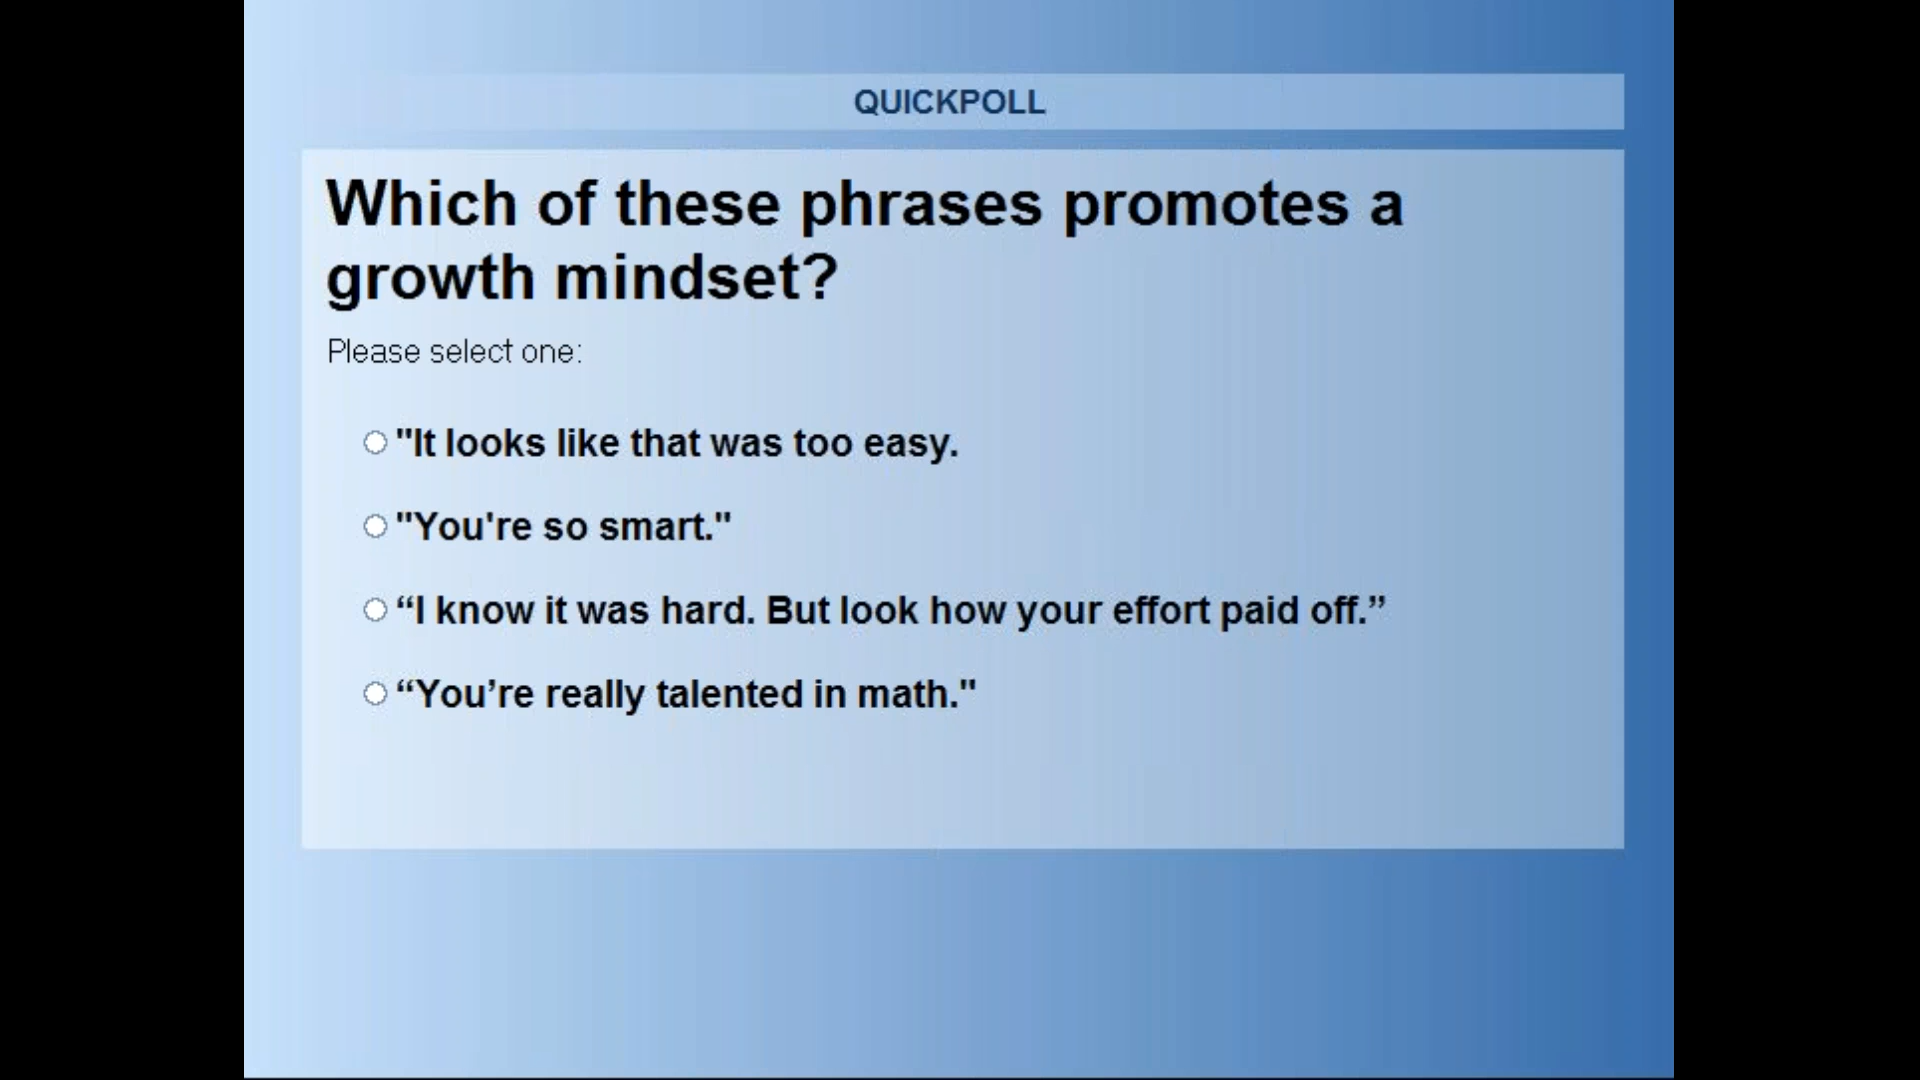 QUICKPOLL
Which of these phrases promotes a
growth mindset?
Please select one:
"It looks like that was too easy.
"You're so smart."
“I know it was hard. But look how your effort paid off.”
“You’re really talented in math."